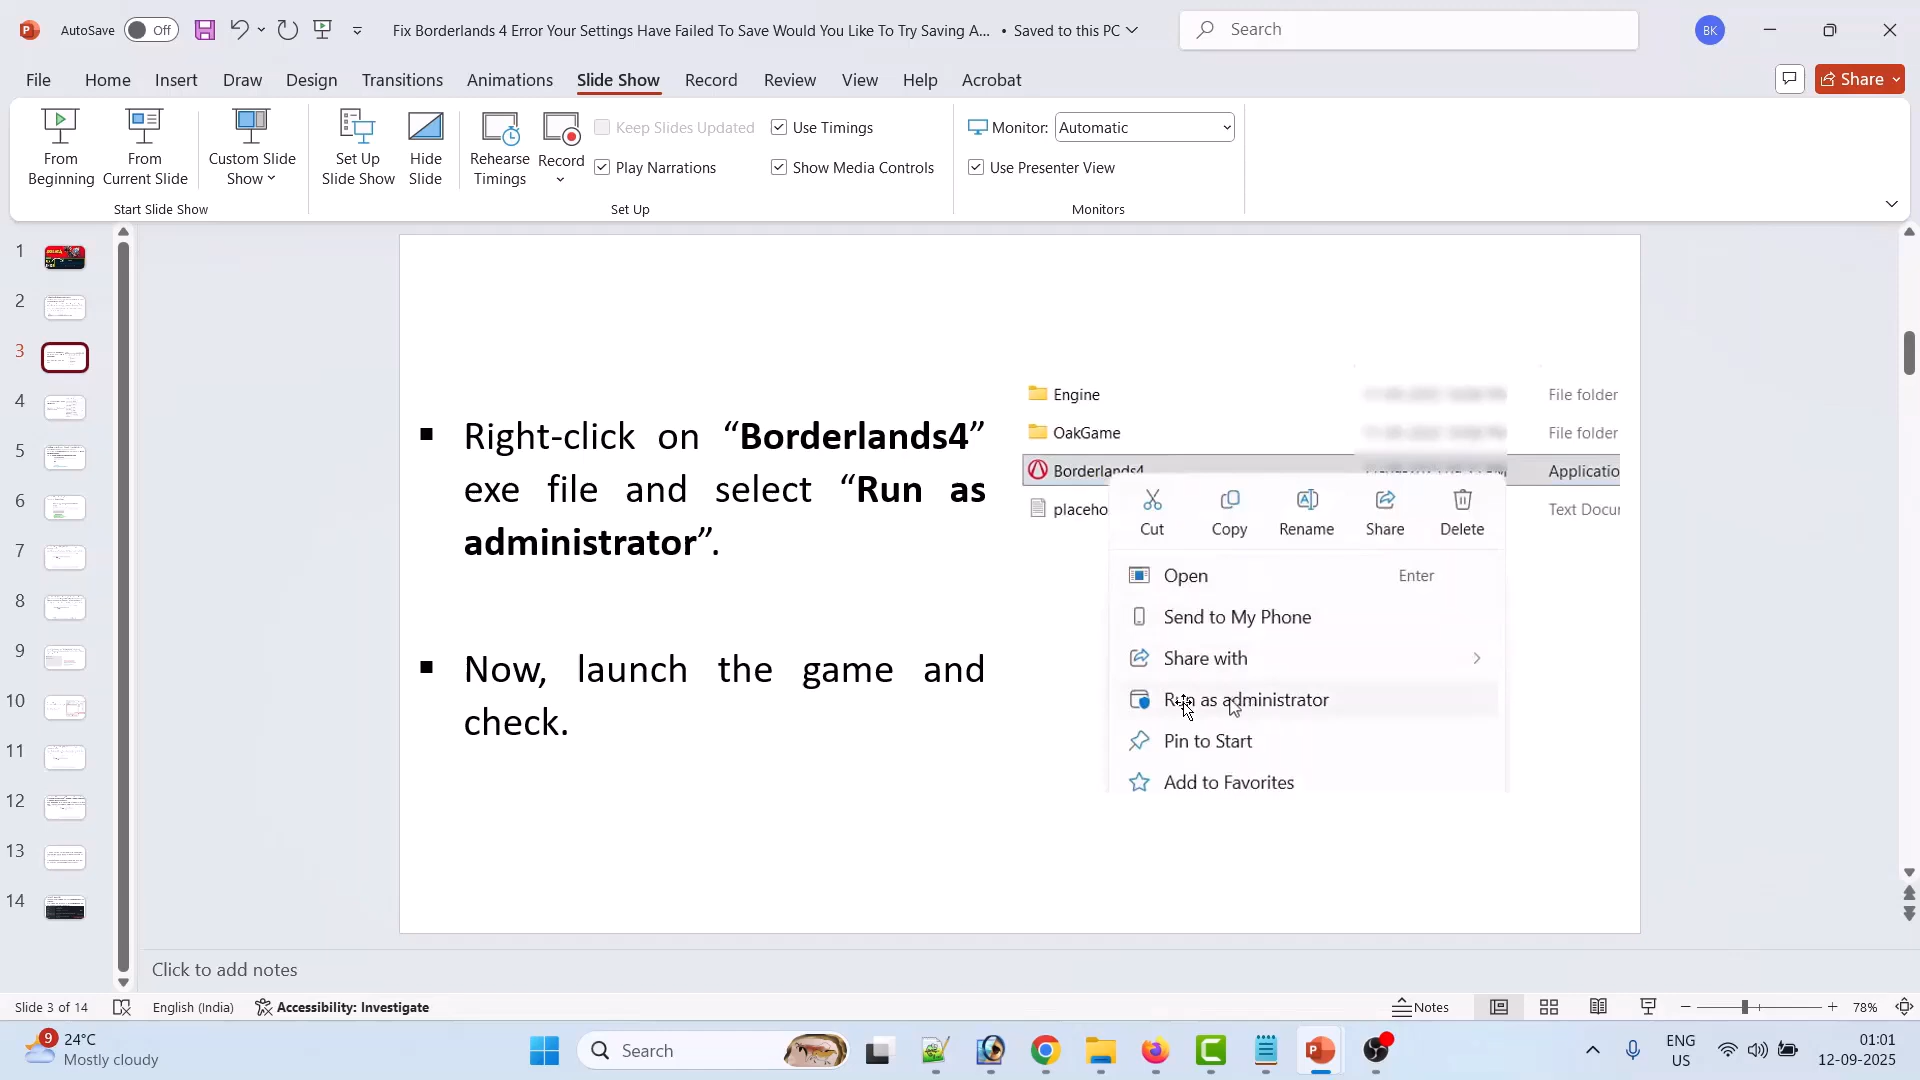 AutoSave Off
Fix Borderlands 4 Error Your Settings Have Failed To Save Would You Like To Try Saving A... • Saved to this PC
Search
BK
File Home Insert Draw Design Transitions Animations Slide Show Record Review View Help Acrobat
Share
From Beginning
From Current Slide
Custom Slide Show
Start Slide Show
Set Up Slide Show
Hide Slide
Rehearse Timings
Record
Keep Slides Updated
Play Narrations
Use Timings
Show Media Controls
Set Up
Monitor: Automatic
Use Presenter View
Monitors
1
2
3
4
5
6
7
8
9
10
11
12
13
14
▪ Right-click on “Borderlands4”
exe file and select “Run as
administrator”.
▪ Now, launch the game and
check.
Engine File folder
OakGame File folder
Borderlands4 Applicatio
placeho Text Docur
Cut Copy Rename Share Delete
Open Enter
Send to My Phone
Share with
Run as administrator
Pin to Start
Add to Favorites
Click to add notes
Slide 3 of 14 English (India) Accessibility: Investigate Notes 78%
9
24°C
Mostly cloudy
Search
ENG
US
01:01
12-09-2025